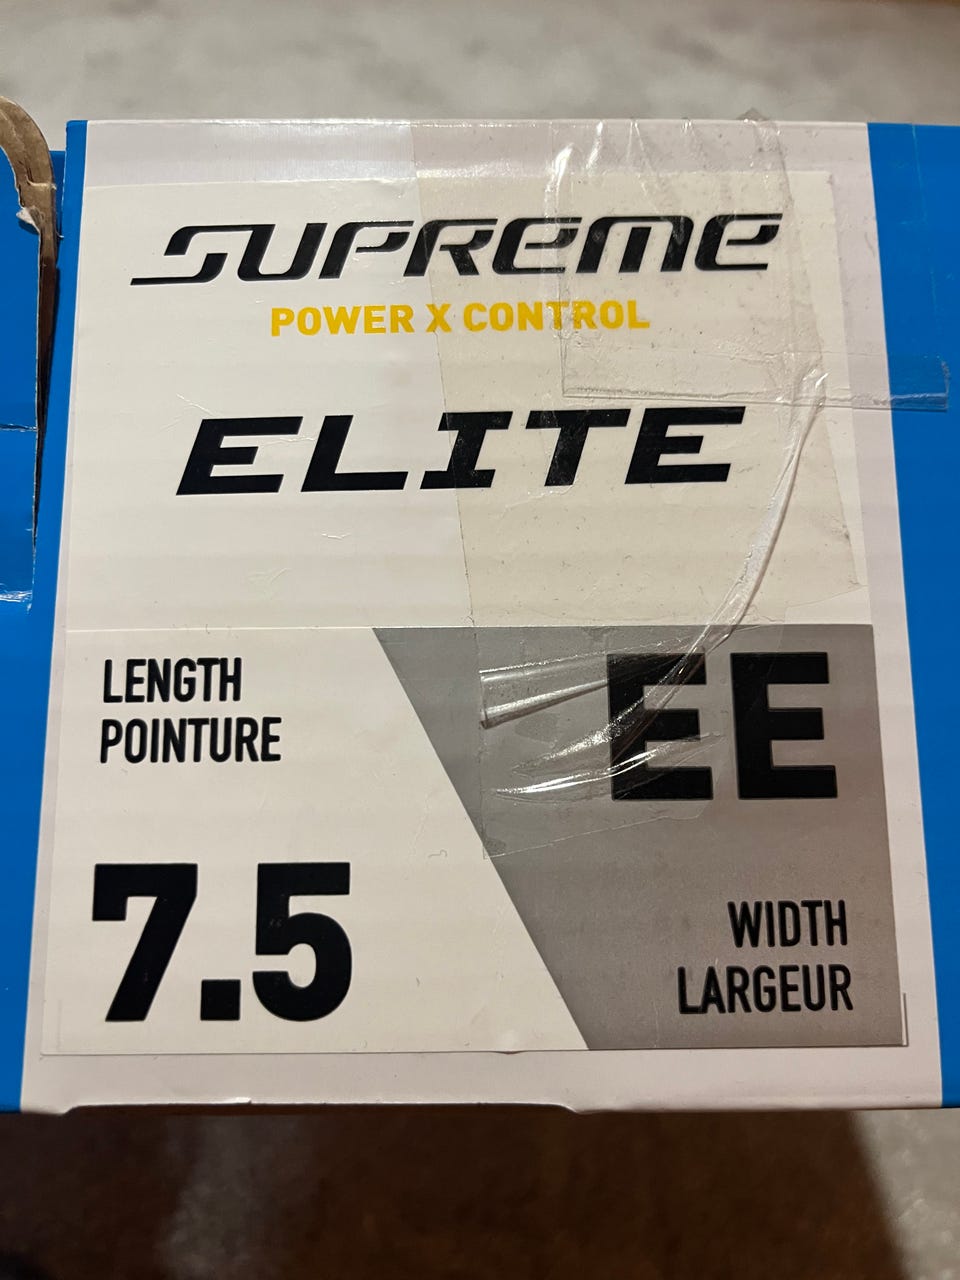 SUPREME
POWER X CONTROL
ELITE
LENGTH
POINTURE
7.5
EE
WIDTH
LARGEUR